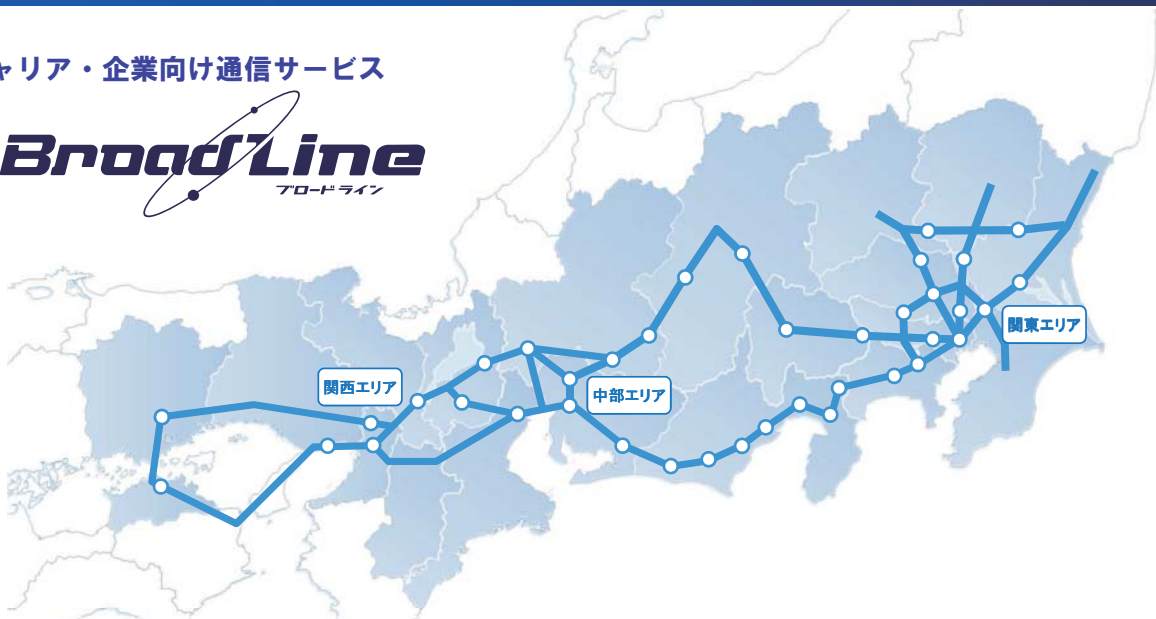 ャリア・企業向け通信サービス
BroadLine
ブロードライン
関東エリア
関西エリア
中部エリア